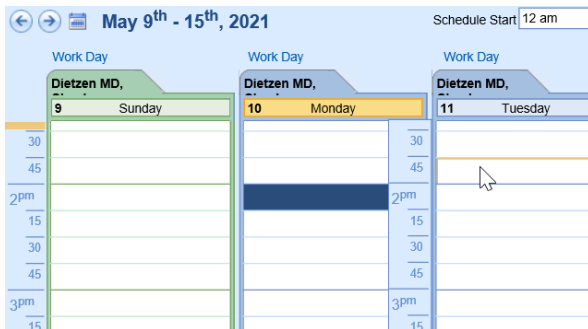 May 9th - 15th, 2021
Schedule Start 12 am
Work Day Work Day Work Day
Dietzen MD, Dietzen MD, Dietzen MD,
9 Sunday 10 Monday 11 Tuesday
30 30
45 45
2pm 2pm
15 15
30 30
45 45
3pm 3pm
15 15